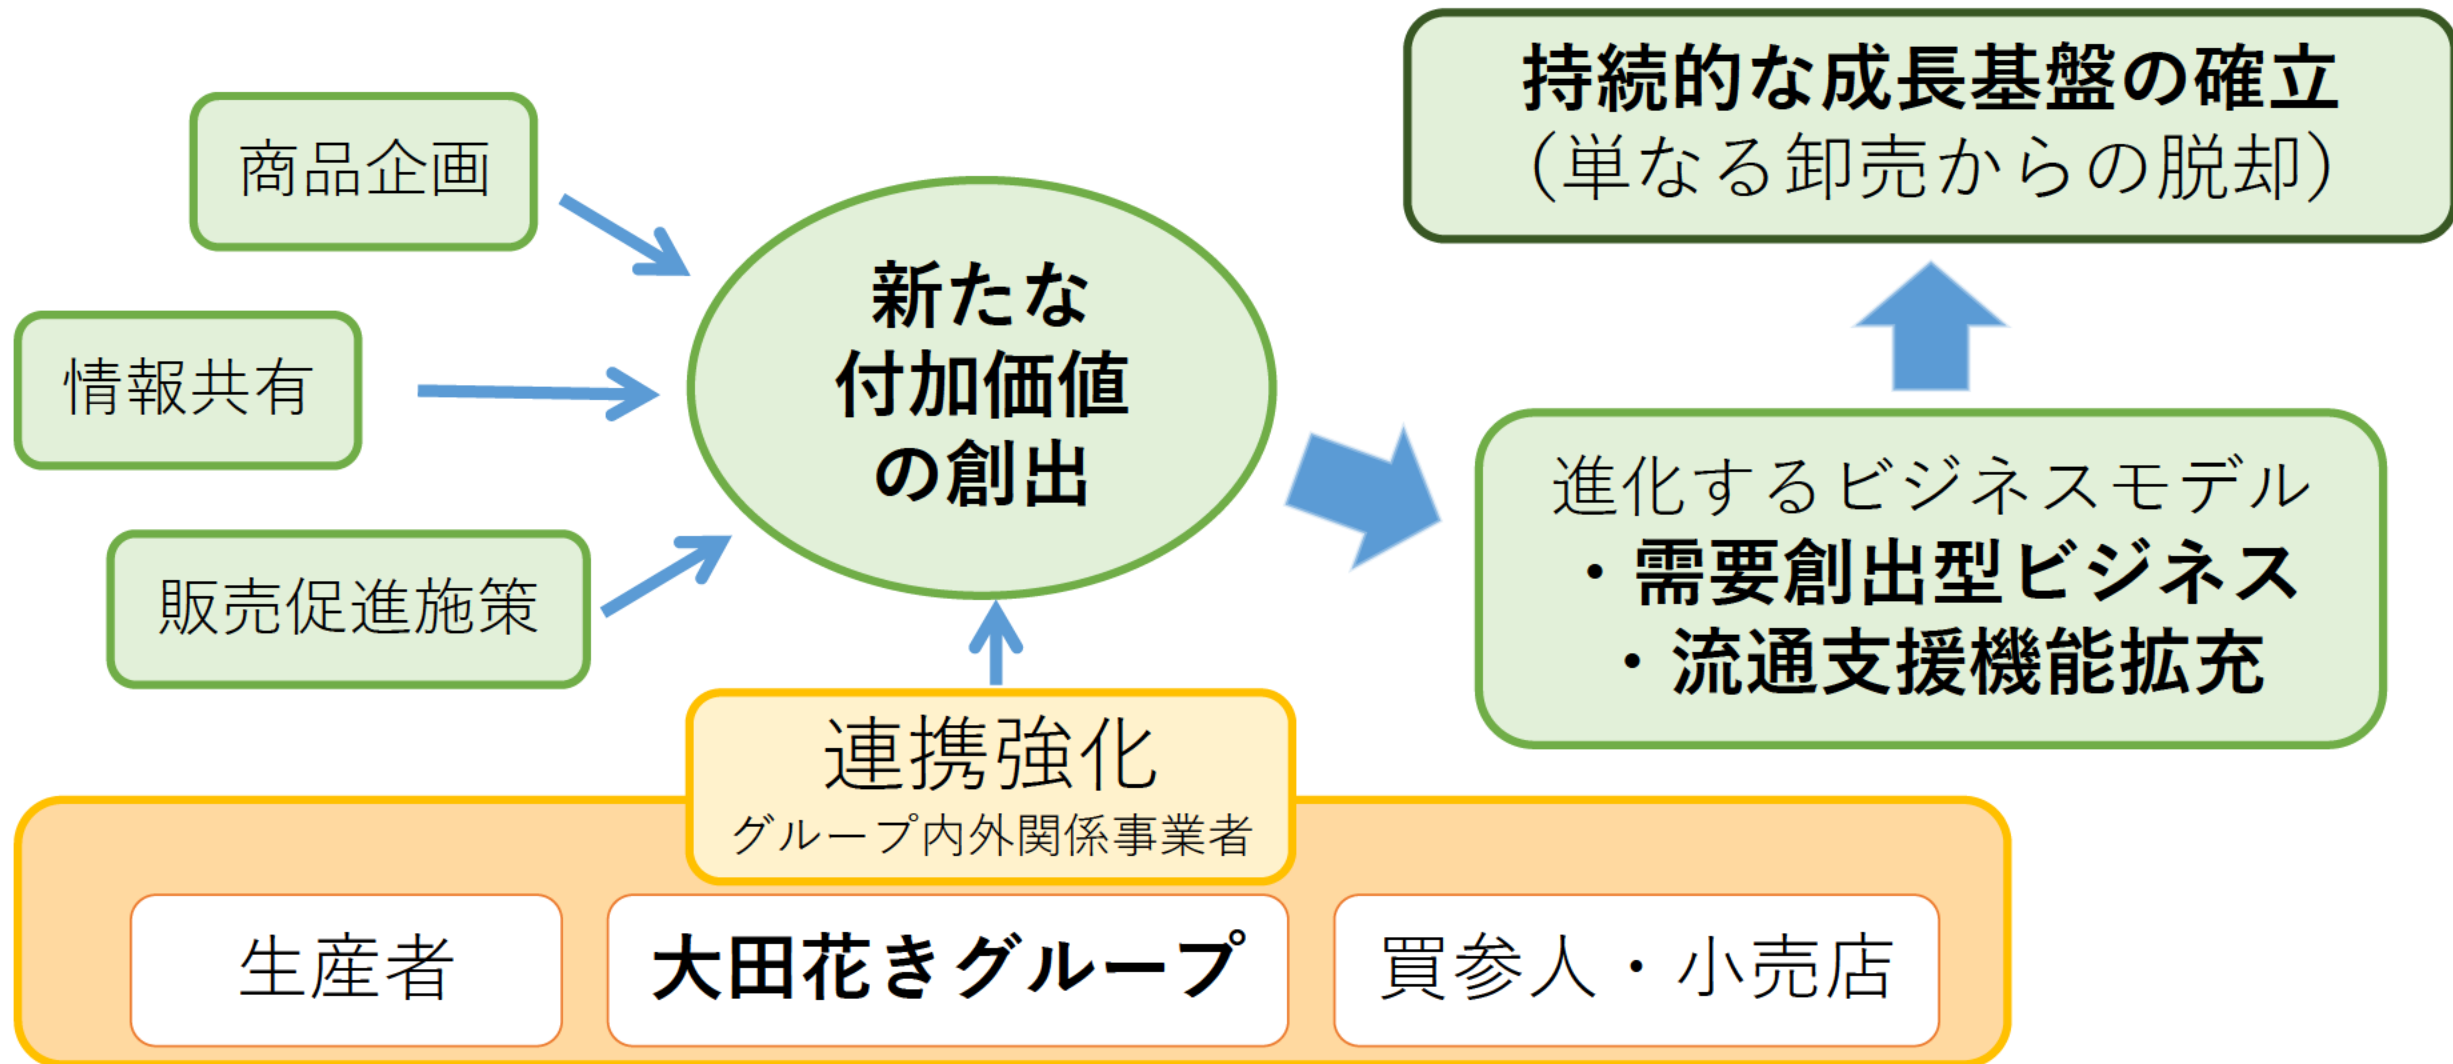 商品企画
情報共有
販売促進施策
新たな
付加価値
の創出
持続的な成長基盤の確立
（単なる卸売からの脱却）
進化するビジネスモデル
・需要創出型ビジネス
・流通支援機能拡充
連携強化
グループ内外関係事業者
生産者
大田花きグループ
買参人・小売店